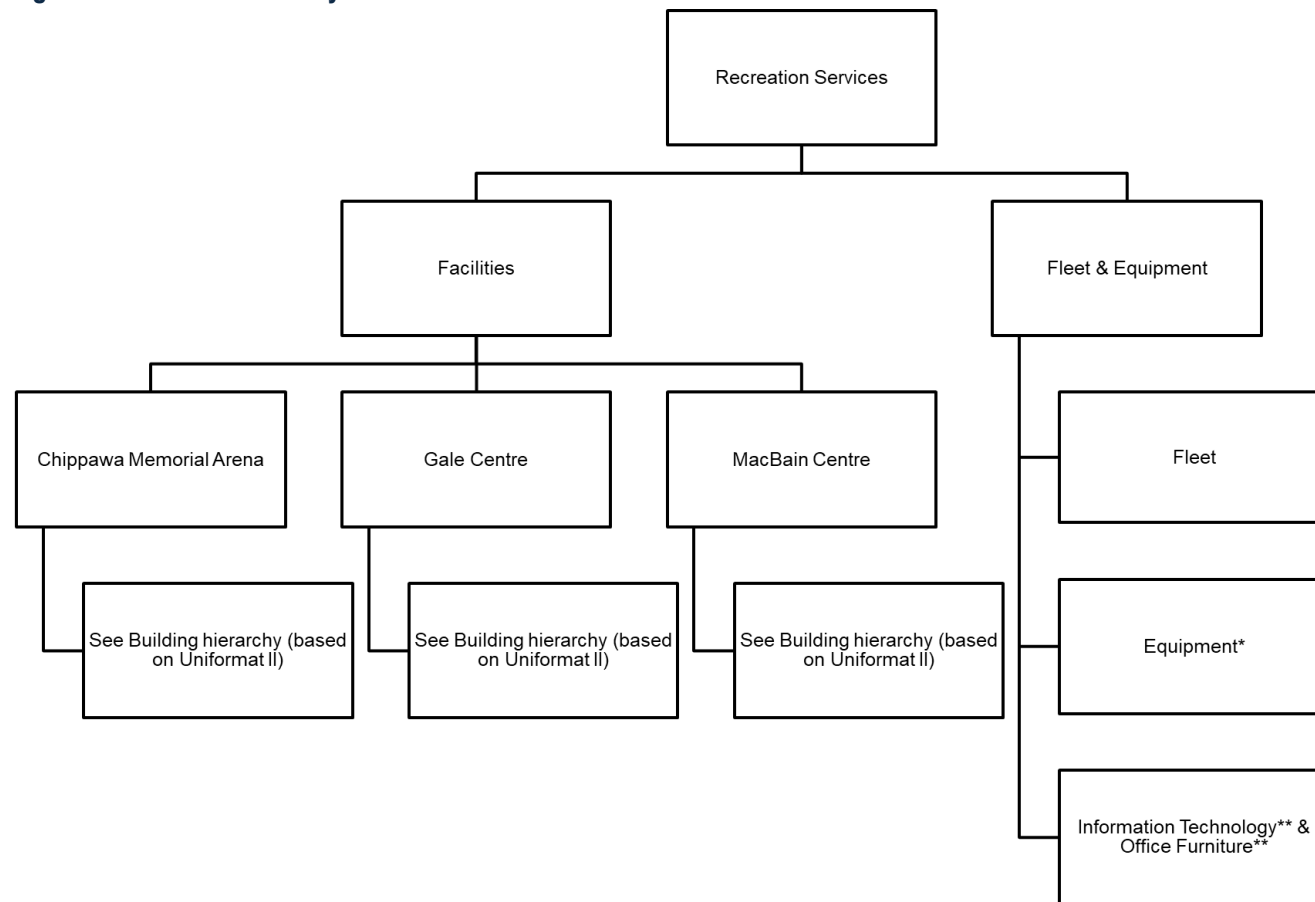 Recreation Services
Facilities
Fleet & Equipment
Chippawa Memorial Arena
Gale Centre
MacBain Centre
Fleet
See Building hierarchy (based
on Uniformat II)
See Building hierarchy (based
on Uniformat II)
See Building hierarchy (based
on Uniformat II)
Equipment*
Information Technology** &
Office Furniture**